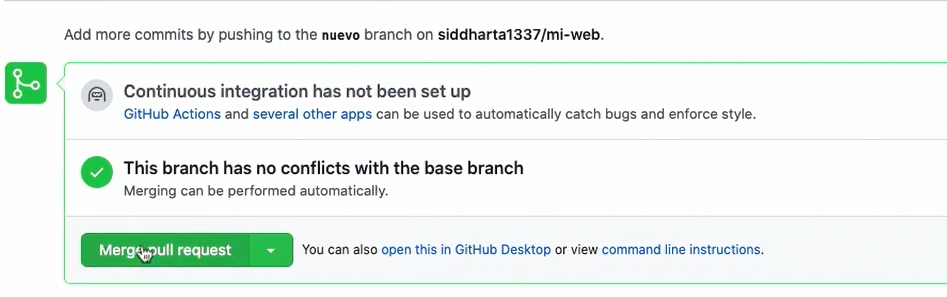 Add more commits by pushing to the nuevo branch on siddharta1337/mi-web.
Continuous integration has not been set up
GitHub Actions and several other apps can be used to automatically catch bugs and enforce style.
This branch has no conflicts with the base branch
Merging can be performed automatically.
Merge pull request You can also open this in GitHub Desktop or view command line instructions.